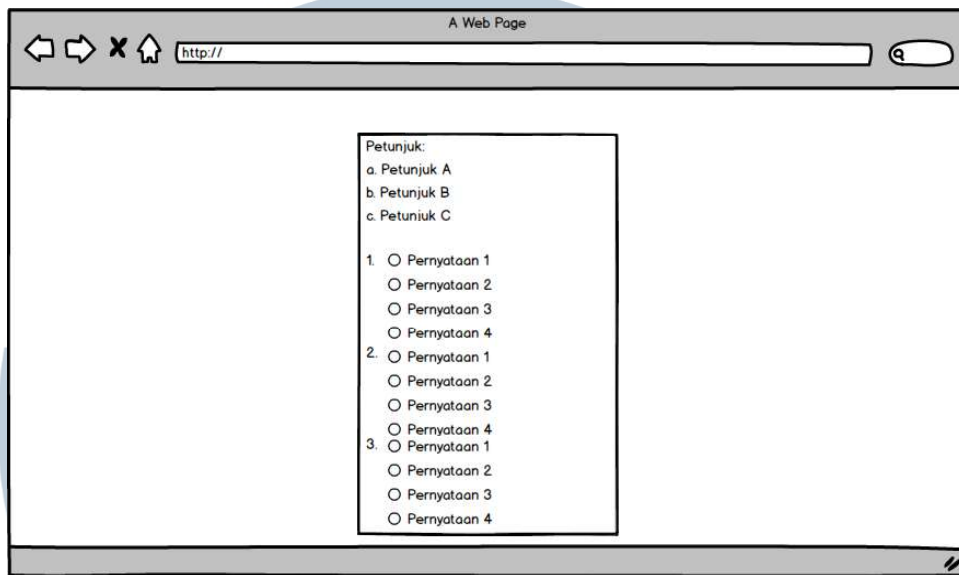 A Web Page
http://
Petunjuk:
a. Petunjuk A
b. Petunjuk B
c. Petunjuk C
1. Pernyataan 1
Pernyataan 2
Pernyataan 3
Pernyataan 4
2. Pernyataan 1
Pernyataan 2
Pernyataan 3
Pernyataan 4
3. Pernyataan 1
Pernyataan 2
Pernyataan 3
Pernyataan 4